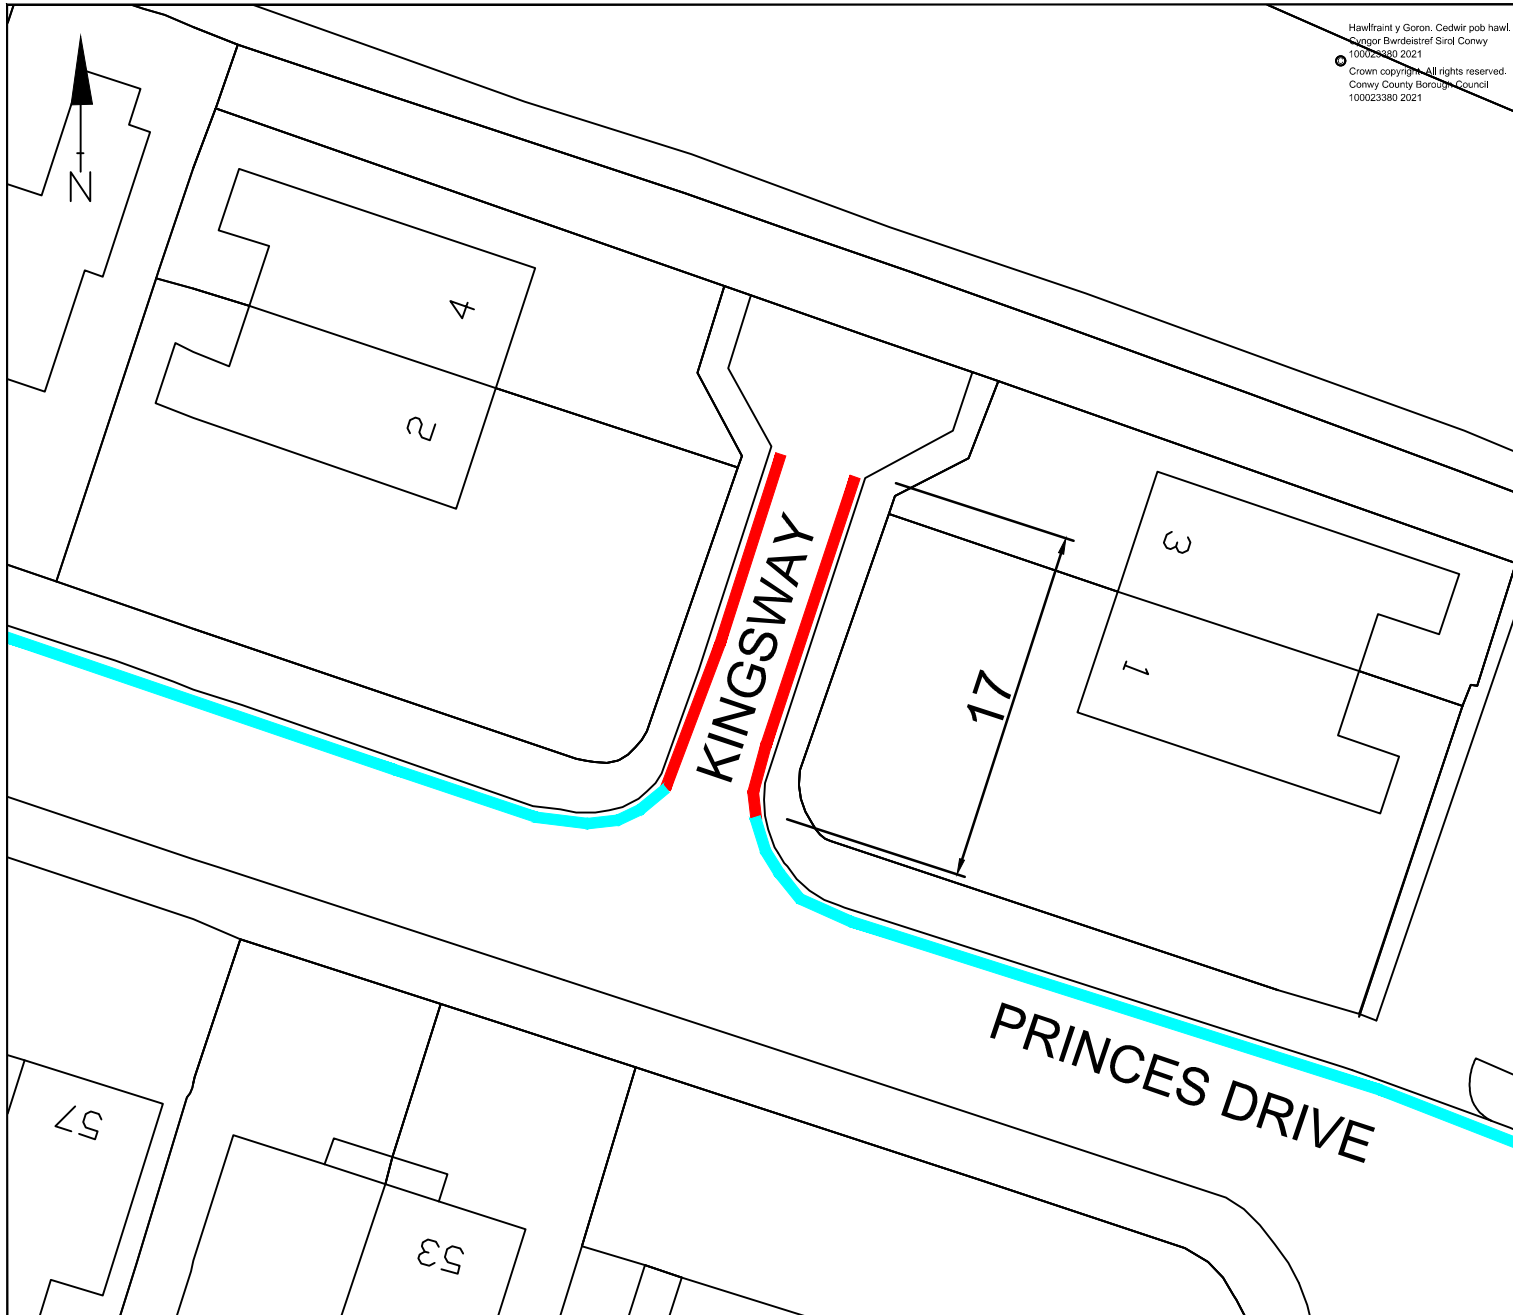 Hawlfraint y Goron. Cedwir pob hawl.
Cyngor Bwrdeistref Sirol Conwy
100023380 2021
©
Crown copyright. All rights reserved.
Conwy County Borough Council
100023380 2021
N
4
2
KINGSWAY
3
1
17
PRINCES DRIVE
57
53